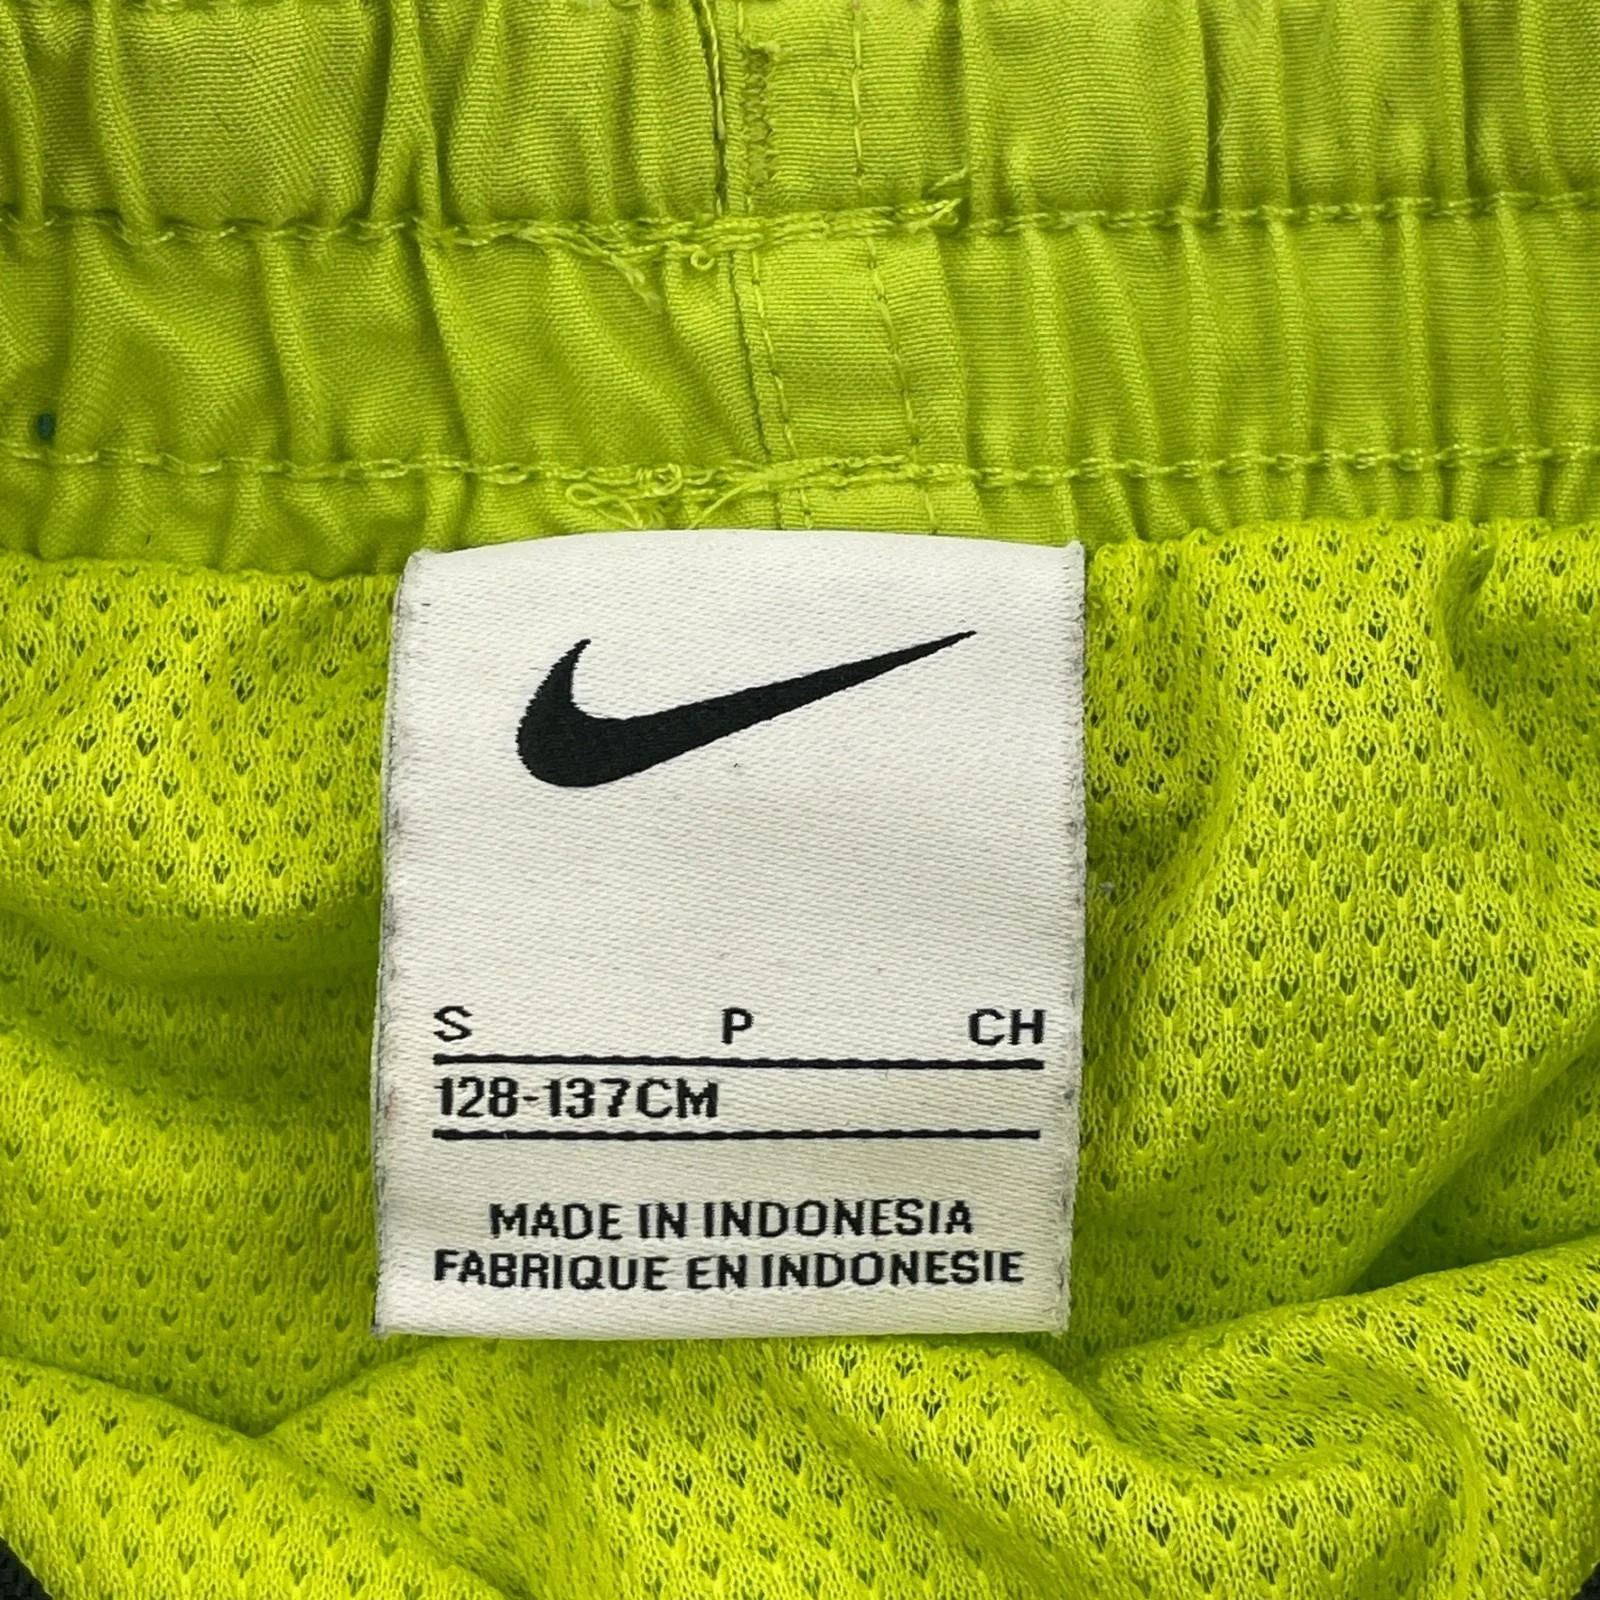 S P CH
128-137CM
MADE IN INDONESIA
FABRIQUE EN INDONESIE